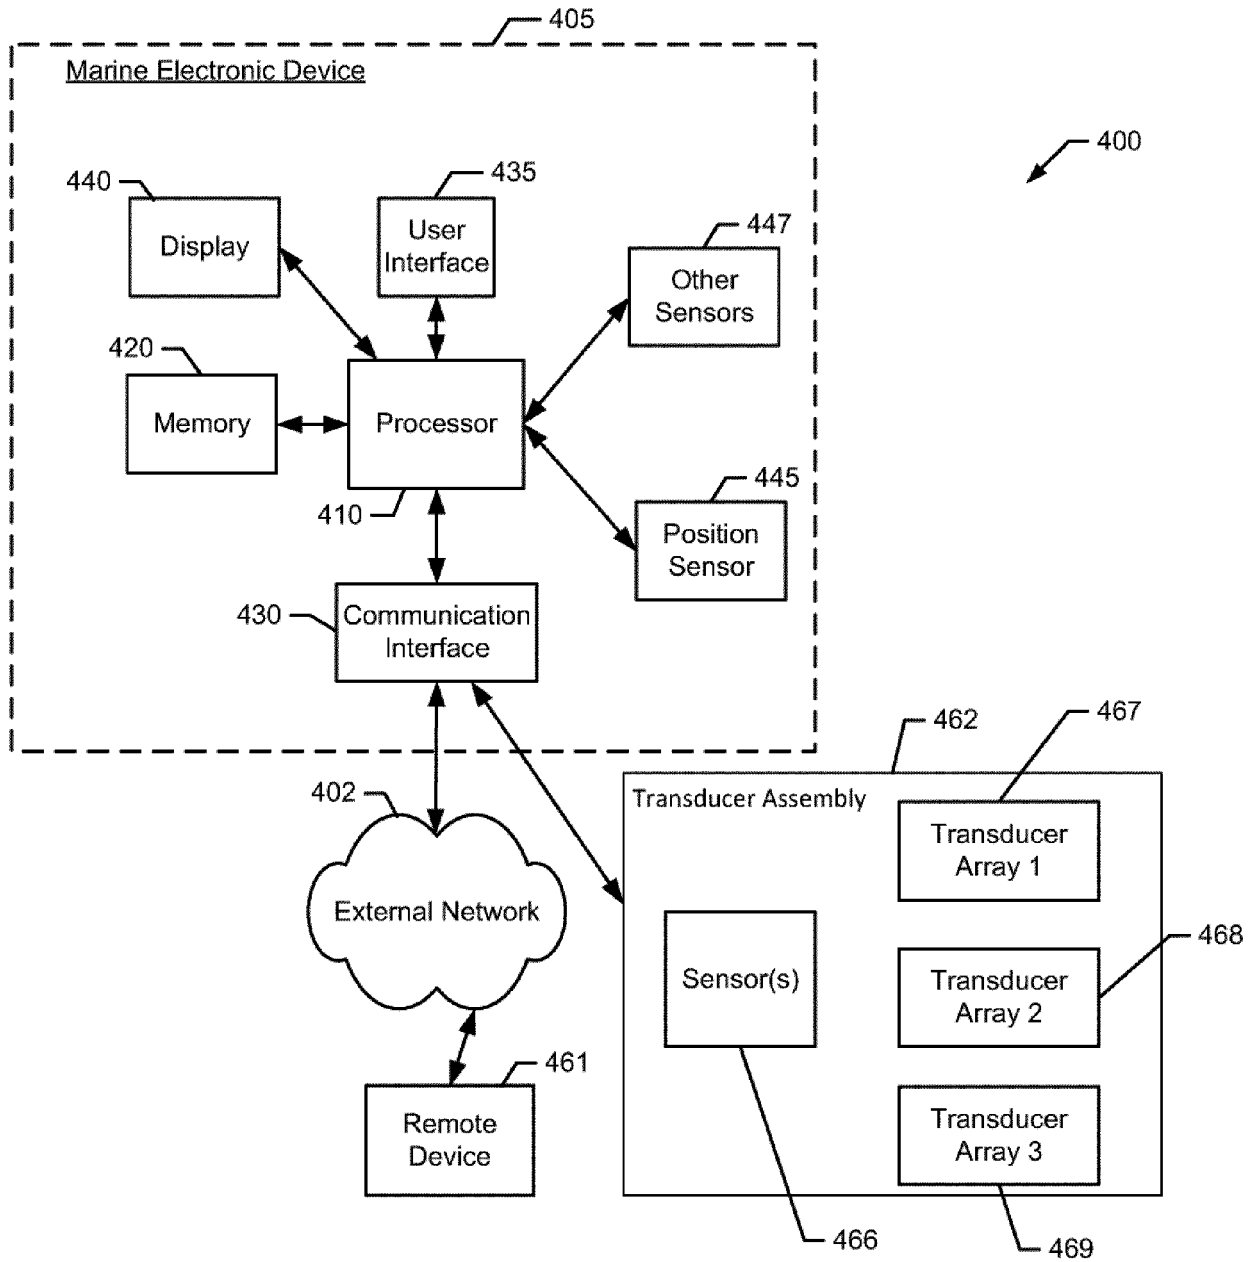 405
Marine Electronic Device
400
440
Display
435
User
Interface
447
Other
Sensors
420
Memory
Processor
410
445
Position
Sensor
430
Communication
Interface
462
467
402
External Network
Transducer Assembly
Transducer
Array 1
468
Sensor(s)
Transducer
Array 2
461
Remote
Device
Transducer
Array 3
466
469